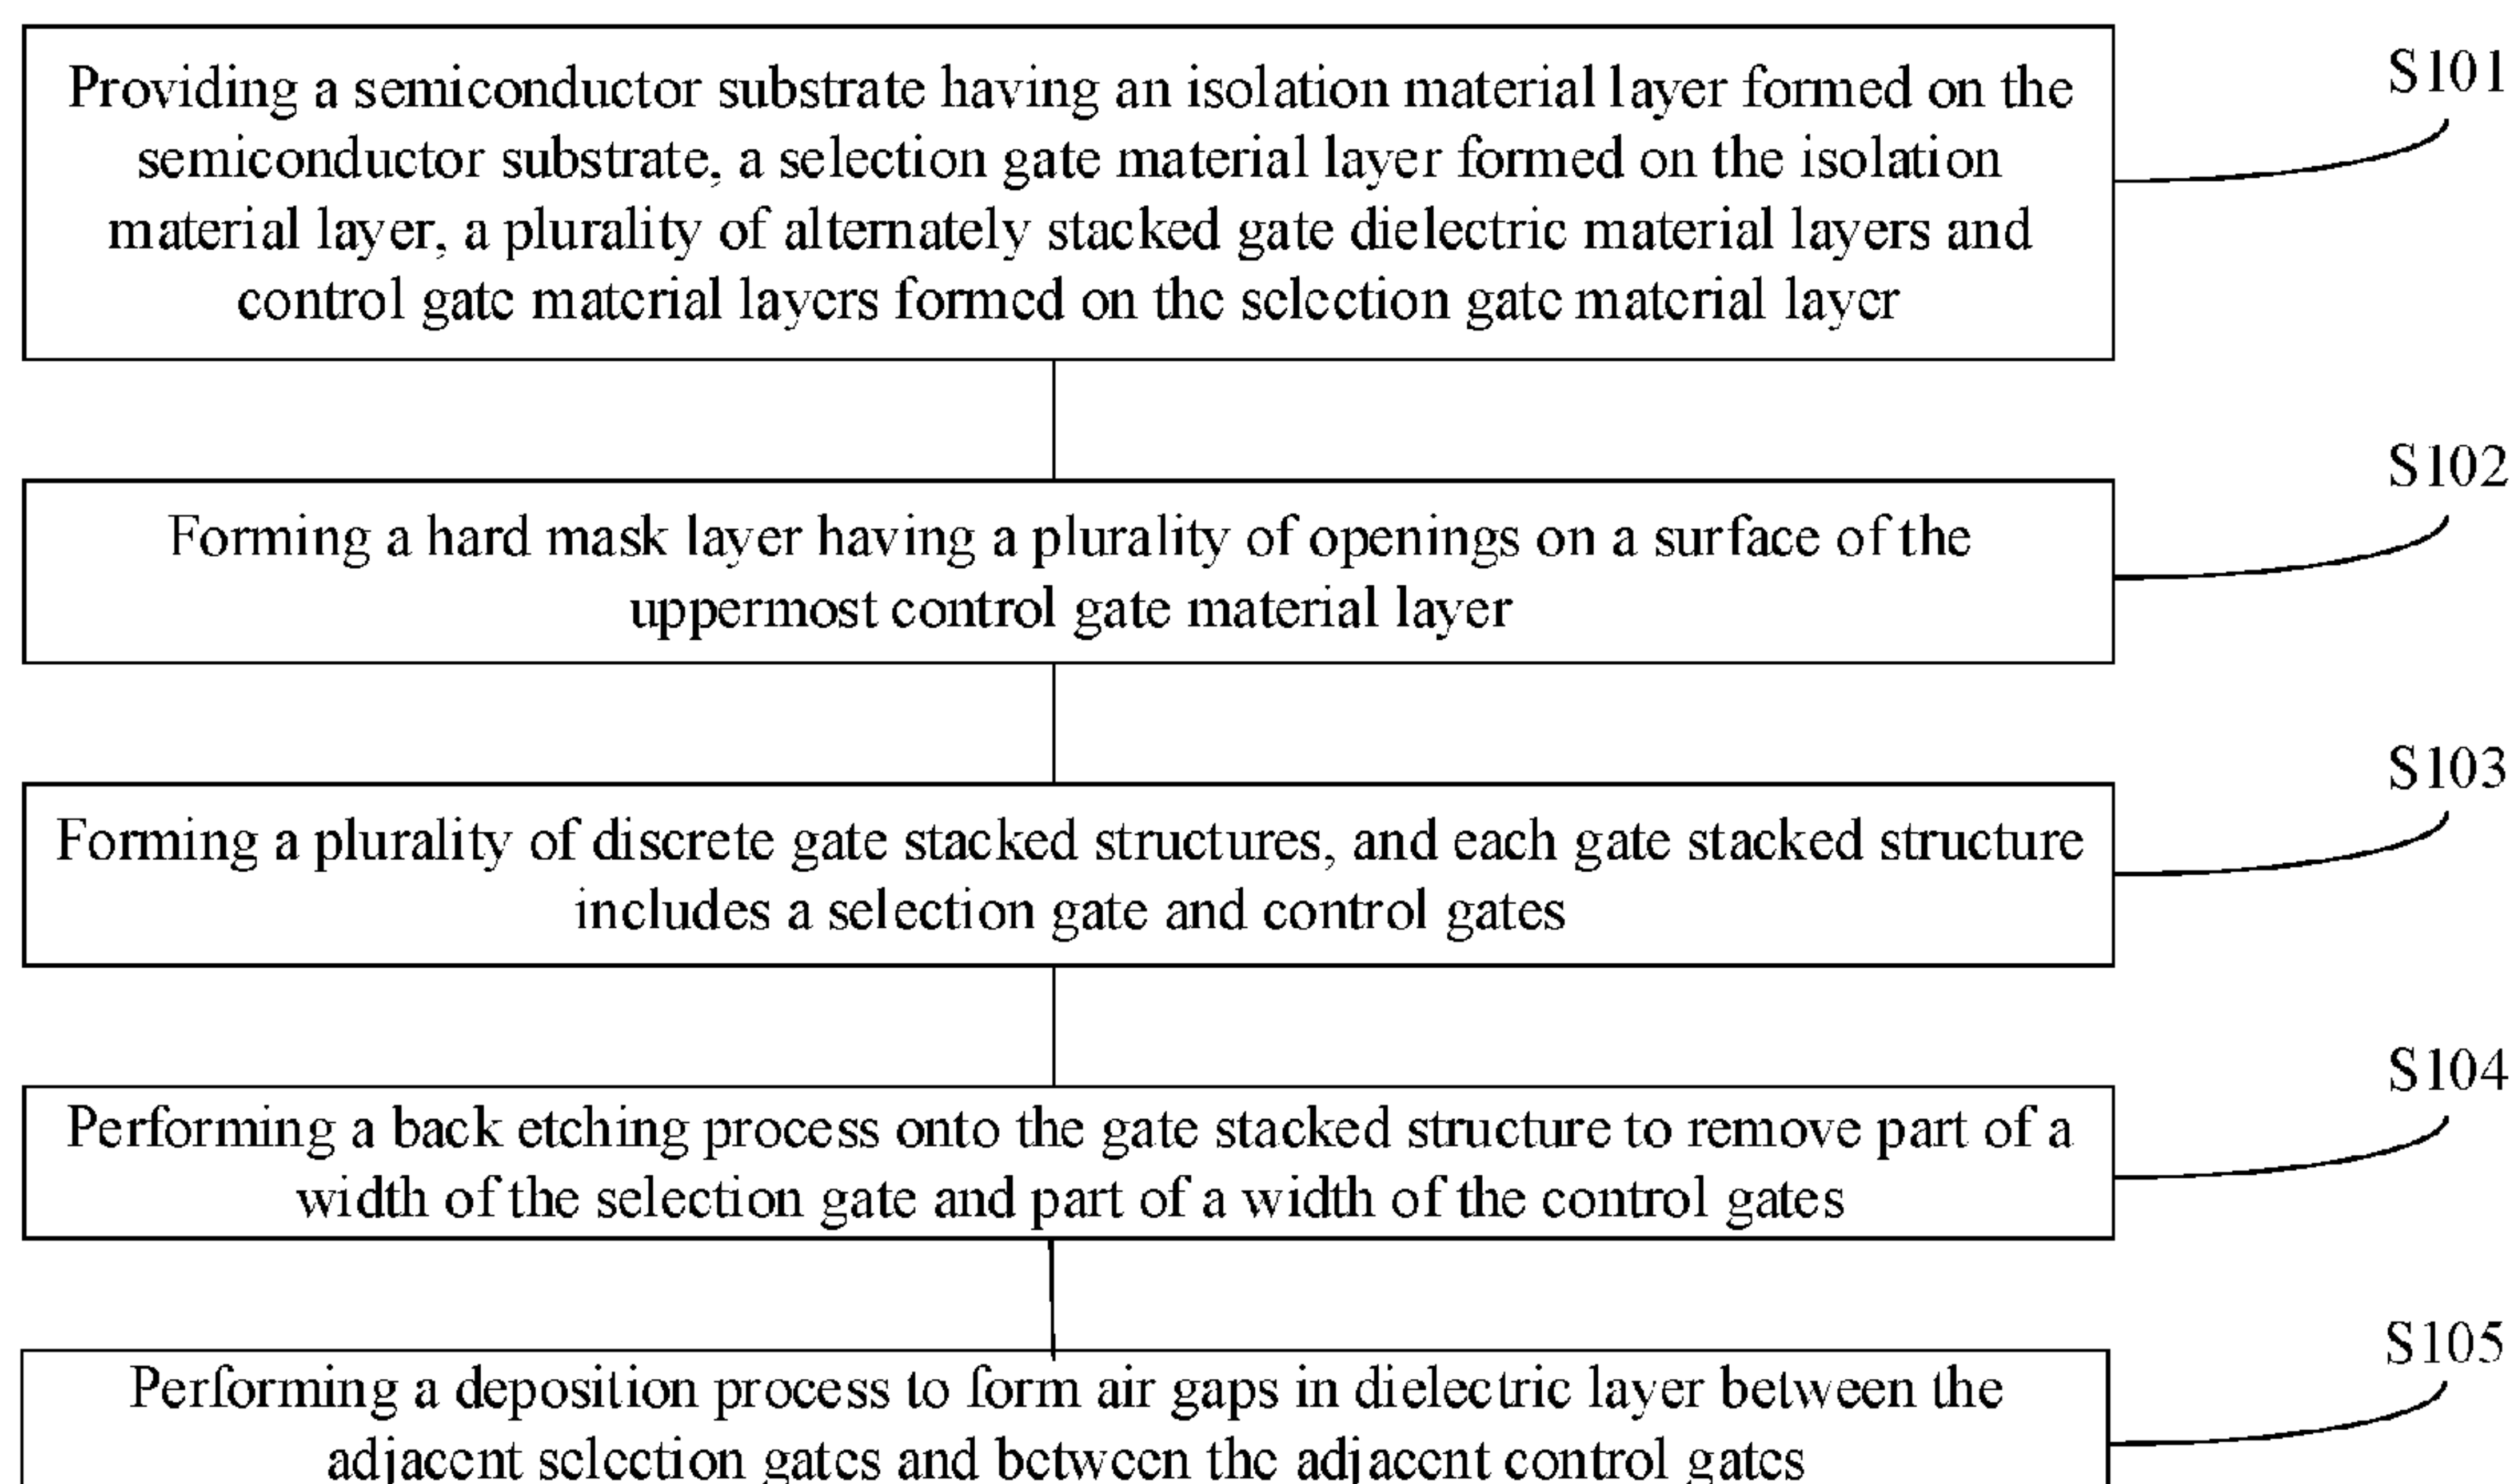 Providing a semiconductor substrate having an isolation material layer formed on the
semiconductor substrate, a selection gate material layer formed on the isolation
material layer, a plurality of alternately stacked gate dielectric material layers and
control gate material layers formed on the selection gate material layer
S101
Forming a hard mask layer having a plurality of openings on a surface of the
uppermost control gate material layer
S102
Forming a plurality of discrete gate stacked structures, and each gate stacked structure
includes a selection gate and control gates
S103
Performing a back etching process onto the gate stacked structure to remove part of a
width of the selection gate and part of a width of the control gates
S104
Performing a deposition process to form air gaps in dielectric layer between the
adjacent selection gates and between the adjacent control gates
S105